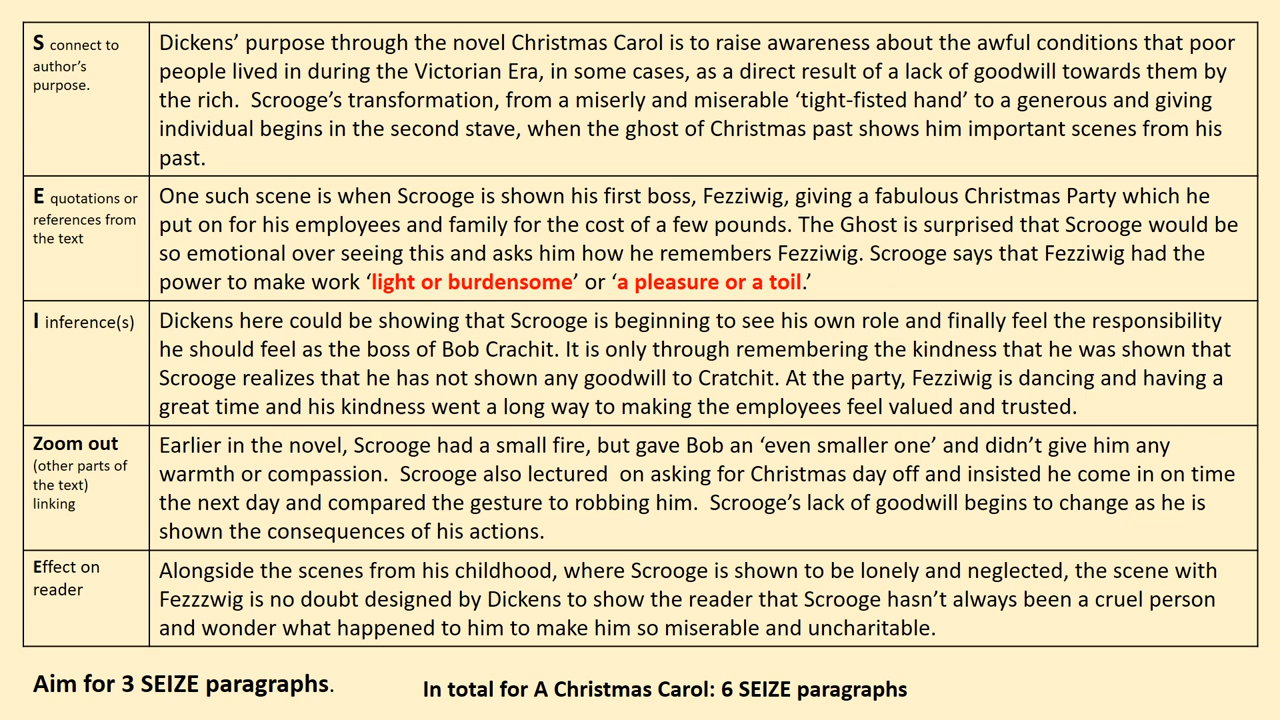 S connect to
author's
purpose.
Dickens' purpose through the novel Christmas Carol is to raise awareness about the awful conditions that poor
people lived in during the Victorian Era, in some cases, as a direct result of a lack of goodwill towards them by
the rich.  Scrooge's transformation, from a miserly and miserable 'tight-fisted hand' to a generous and giving
individual begins in the second stave, when the ghost of Christmas past shows him important scenes from his
past.
E quotations or
references from
the text
One such scene is when Scrooge is shown his first boss, Fezziwig, giving a fabulous Christmas Party which he
put on for his employees and family for the cost of a few pounds. The Ghost is surprised that Scrooge would be
so emotional over seeing this and asks him how he remembers Fezziwig. Scrooge says that Fezziwig had the
power to make work 'light or burdensome' or 'a pleasure or a toil.'
I inference(s)
Dickens here could be showing that Scrooge is beginning to see his own role and finally feel the responsibility
he should feel as the boss of Bob Crachit. It is only through remembering the kindness that he was shown that
Scrooge realizes that he has not shown any goodwill to Cratchit. At the party, Fezziwig is dancing and having a
great time and his kindness went a long way to making the employees feel valued and trusted.
Zoom out
(other parts of
the text)
linking
Earlier in the novel, Scrooge had a small fire, but gave Bob an 'even smaller one' and didn't give him any
warmth or compassion.  Scrooge also lectured  on asking for Christmas day off and insisted he come in on time
the next day and compared the gesture to robbing him.  Scrooge's lack of goodwill begins to change as he is
shown the consequences of his actions.
Effect on
reader
Alongside the scenes from his childhood, where Scrooge is shown to be lonely and neglected, the scene with
Fezzzwig is no doubt designed by Dickens to show the reader that Scrooge hasn't always been a cruel person
and wonder what happened to him to make him so miserable and uncharitable.
Aim for 3 SEIZE paragraphs.
In total for A Christmas Carol: 6 SEIZE paragraphs